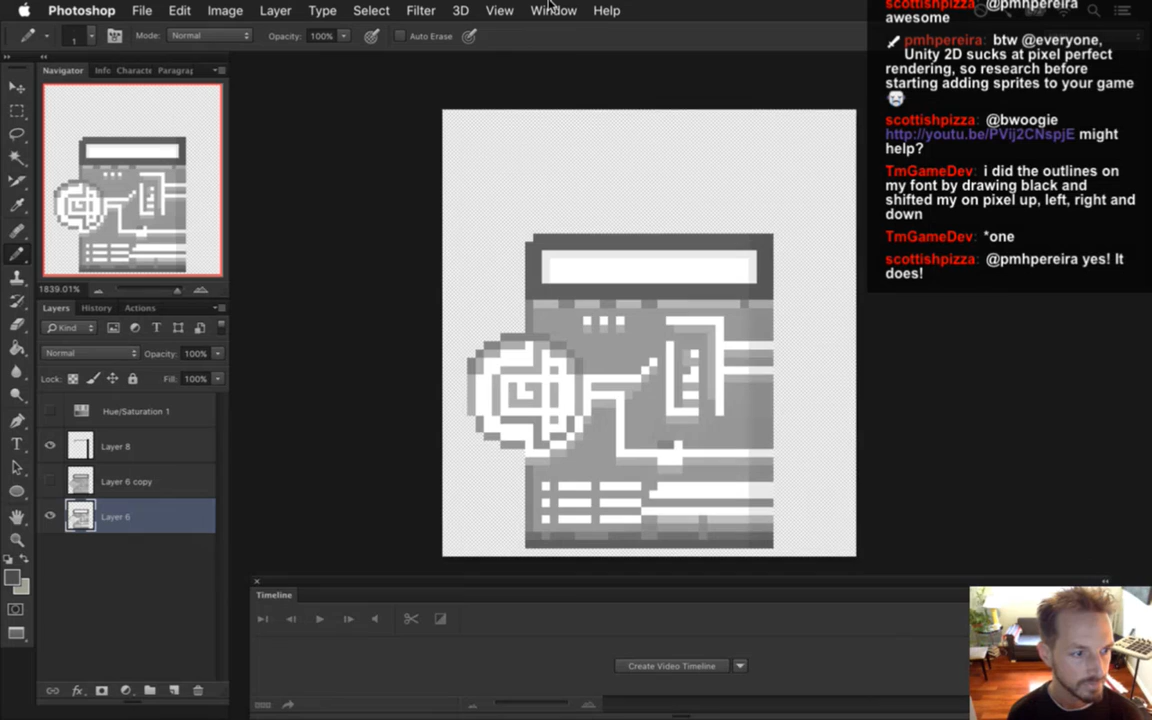 Photoshop File Edit Image Layer Type Select Filter 3D View Window Help
1 Mode: Normal Opacity: 100% Auto Erase
Navigator Info Characte Paragraj
1839.01%
Layers History Actions
Kind
Normal Opacity: 100%
Lock: Fill: 100%
Hue/Saturation 1
Layer 8
Layer 6 copy
Layer 6
fx
Timeline
Create Video Timeline
scottishpizza: @pmhpereira
awesome
pmhpereira: btw @everyone,
Unity 2D sucks at pixel perfect
rendering, so research before
starting adding sprites to your game
scottishpizza: @bwoogie
http://youtu.be/PVij2CNspjE might
help?
TmGameDev: i did the outlines on
my font by drawing black and
shifted my on pixel up, left, right and
down
TmGameDev: *one
scottishpizza: @pmhpereira yes! It
does!